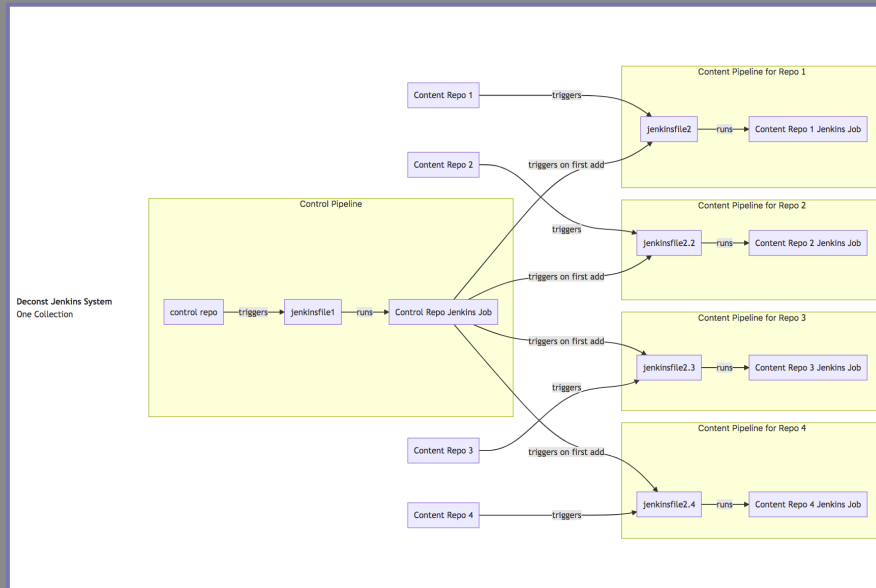 Content Pipeline for Repo 1
Content Repo 1
triggers
jenkinsfile2
runs
Content Repo 1 Jenkins Job
Content Repo 2
triggers on first add
Control Pipeline
Content Pipeline for Repo 2
triggers
jenkinsfile2.2
runs
Content Repo 2 Jenkins Job
triggers on first add
Deconst Jenkins System
One Collection
control repo
triggers
jenkinsfile1
runs
Control Repo Jenkins Job
Content Pipeline for Repo 3
triggers on first add
jenkinsfile2.3
runs
Content Repo 3 Jenkins Job
triggers
Content Pipeline for Repo 4
Content Repo 3
triggers on first add
Content Repo 4
triggers
jenkinsfile2.4
runs
Content Repo 4 Jenkins Job